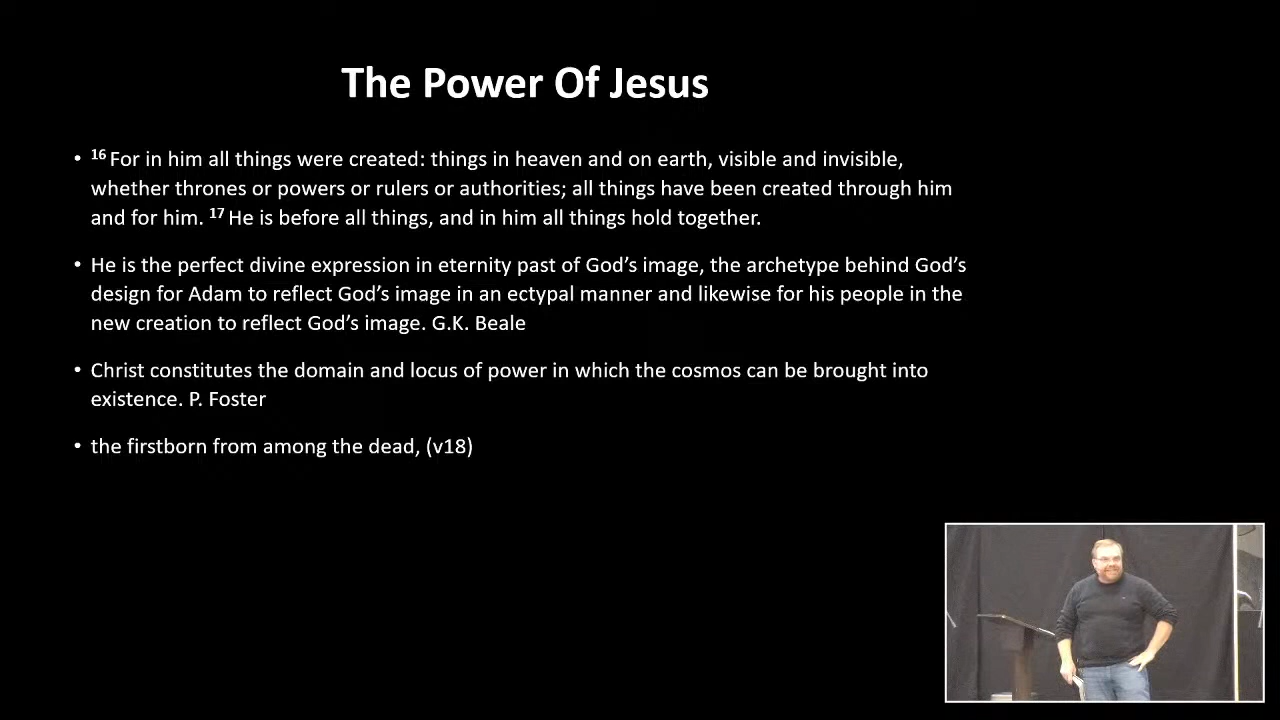 The Power Of Jesus
• ¹⁶ For in him all things were created: things in heaven and on earth, visible and invisible,
whether thrones or powers or rulers or authorities; all things have been created through him
and for him. ¹⁷ He is before all things, and in him all things hold together.
• He is the perfect divine expression in eternity past of God’s image, the archetype behind God’s
design for Adam to reflect God’s image in an ectypal manner and likewise for his people in the
new creation to reflect God’s image. G.K. Beale
• Christ constitutes the domain and locus of power in which the cosmos can be brought into
existence. P. Foster
• the firstborn from among the dead, (v18)